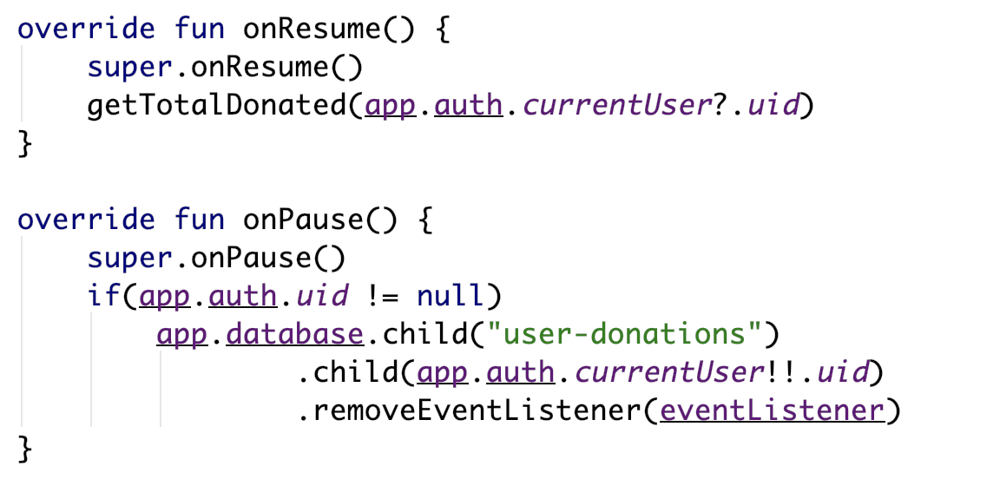 override fun onResume() {
    super.onResume()
    getTotalDonated(app.auth.currentUser?.uid)
}

override fun onPause() {
    super.onPause()
    if(app.auth.uid != null)
        app.database.child("user-donations")
                .child(app.auth.currentUser!!.uid)
                .removeEventListener(eventListener)
}